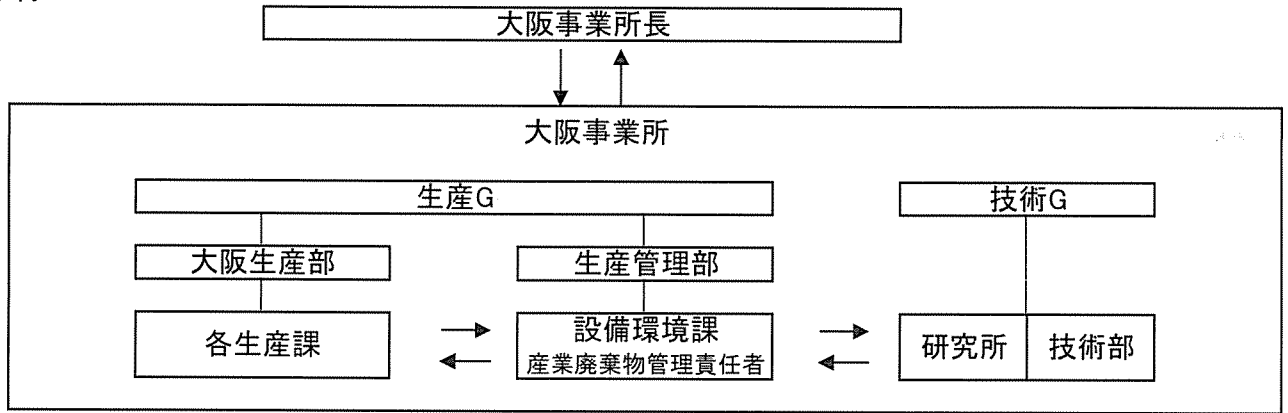 大阪事業所長
大阪事業所
生産G
技術G
大阪生産部
生産管理部
各生産課
設備環境課
産業廃棄物管理責任者
研究所
技術部